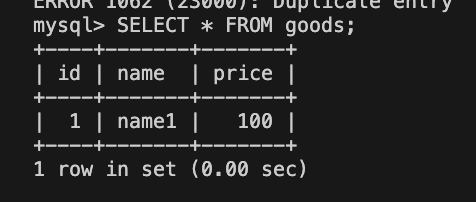 ERROR 1062 (23000): Duplicate entry
mysql> SELECT * FROM goods;
+----+-------+-------+
| id | name  | price |
+----+-------+-------+
|  1 | name1 |   100 |
+----+-------+-------+
1 row in set (0.00 sec)